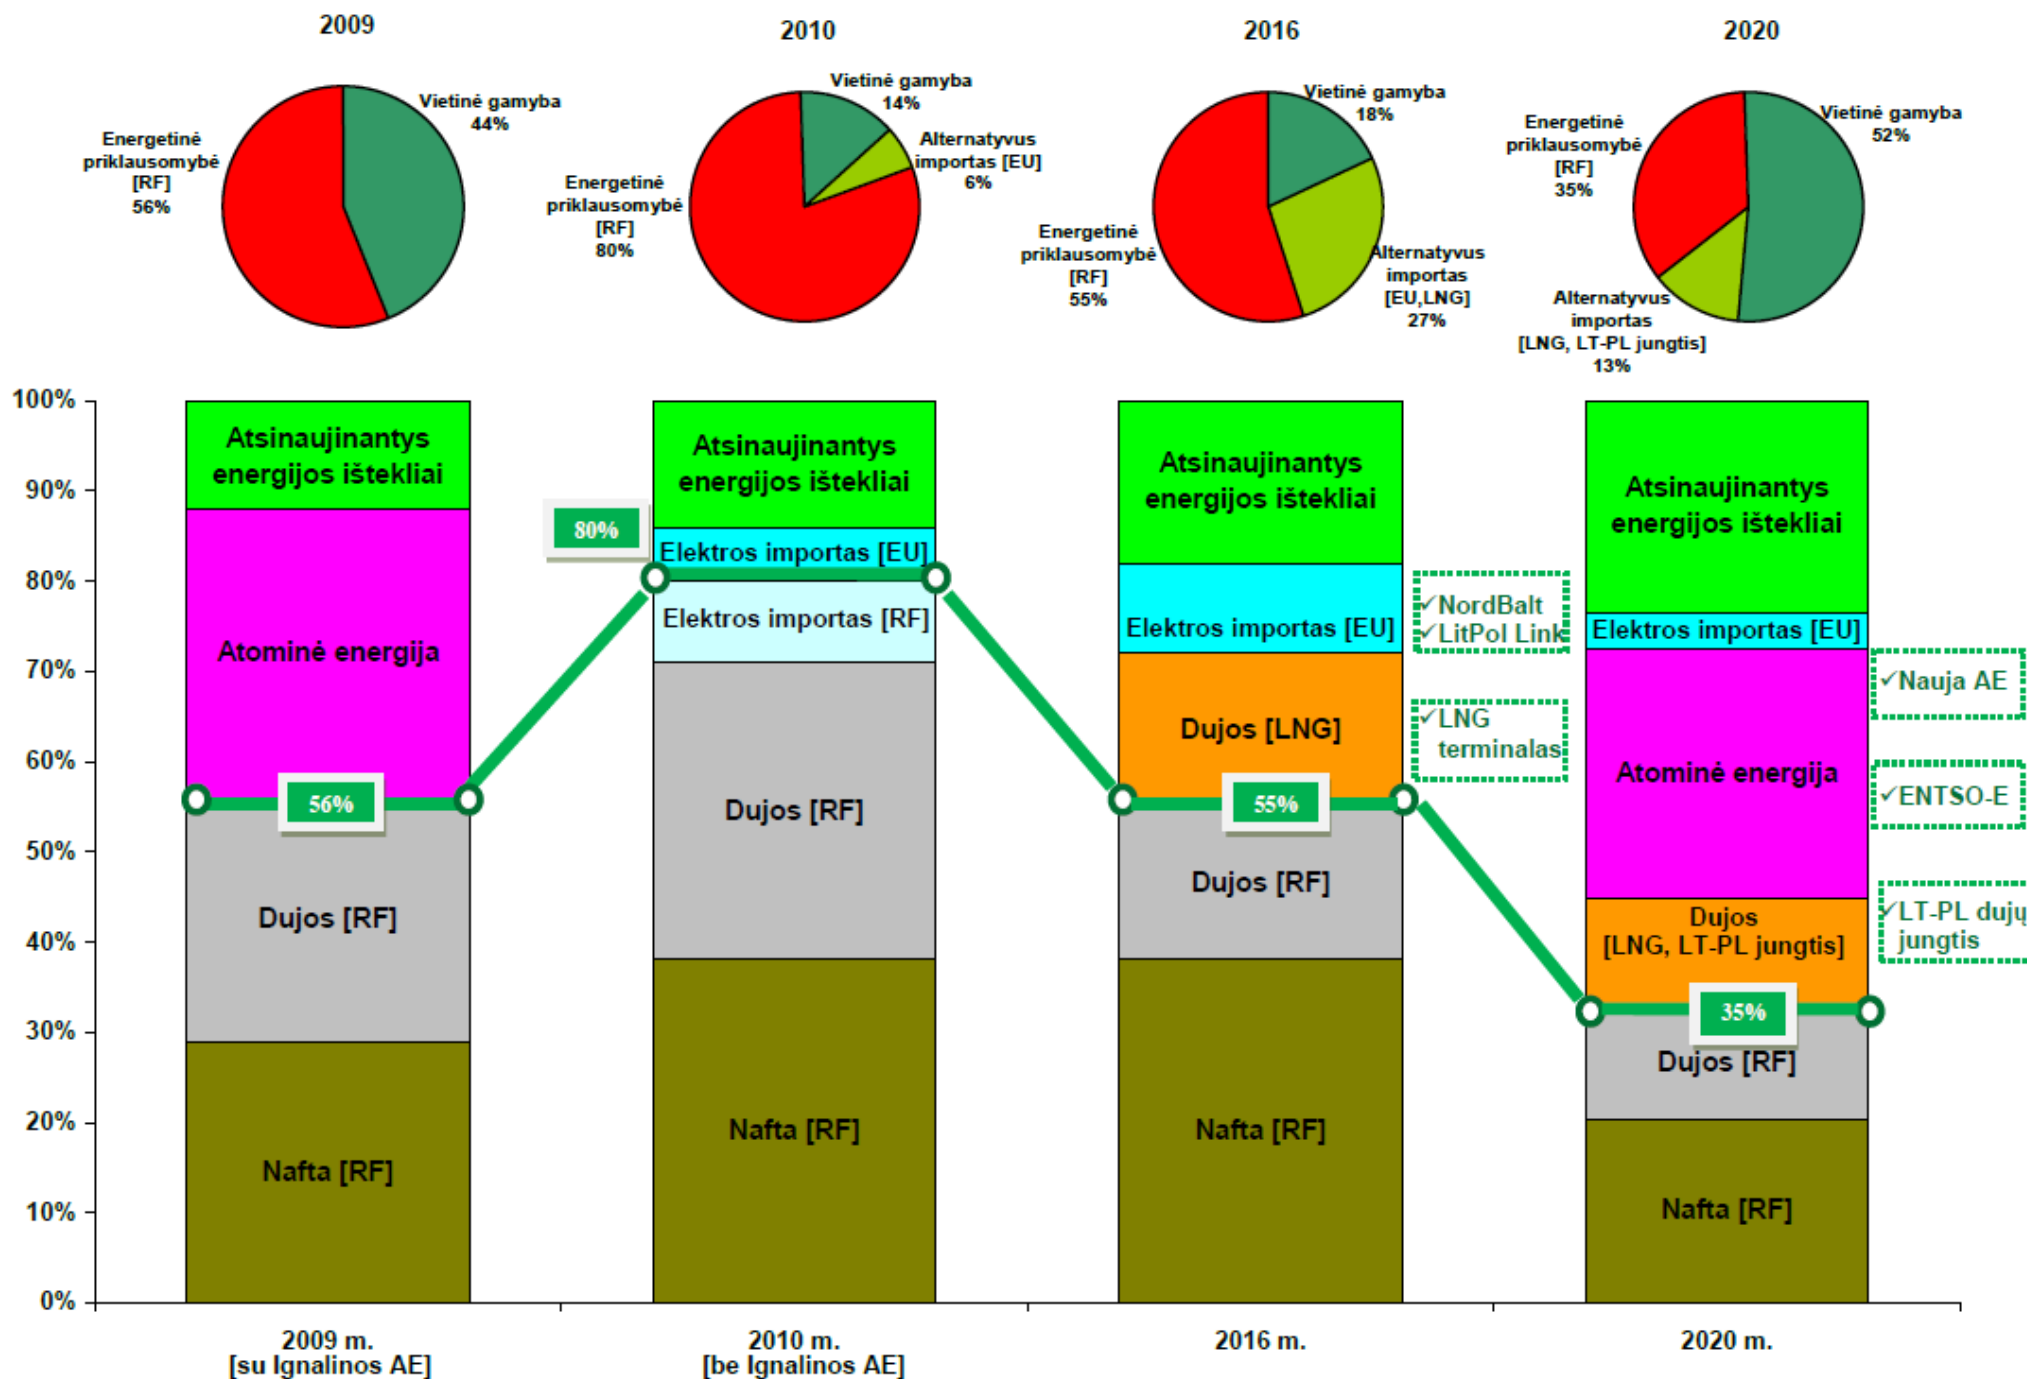 2009
2010
2016
2020
Vietinė gamyba
44%
Energetinė
priklausomybė
[RF]
56%
Vietinė gamyba
14%
Alternatyvus
importas [EU]
6%
Energetinė
priklausomybė
[RF]
80%
Vietinė gamyba
18%
Energetinė
priklausomybė
[RF]
55%
Alternatyvus
importas
[EU,LNG]
27%
Energetinė
priklausomybė
[RF]
35%
Vietinė gamyba
52%
Alternatyvus
importas
[LNG, LT-PL jungtis]
13%
100%
90%
80%
70%
60%
50%
40%
30%
20%
10%
0%
Atsinaujinantys
energijos ištekliai
Atominė energija
56%
Dujos [RF]
Nafta [RF]
80%
Atsinaujinantys
energijos ištekliai
Elektros importas [EU]
Elektros importas [RF]
Dujos [RF]
Nafta [RF]
Atsinaujinantys
energijos ištekliai
Elektros importas [EU]
Dujos [LNG]
55%
Dujos [RF]
Nafta [RF]
✓NordBalt
✓LitPol Link
✓LNG
terminalas
Atsinaujinantys
energijos ištekliai
Elektros importas [EU]
Atominė energija
Dujos
[LNG, LT-PL jungtis]
35%
Dujos [RF]
Nafta [RF]
✓Nauja AE
✓ENTSO-E
✓LT-PL dujų
jungtis
2009 m.
[su Ignalinos AE]
2010 m.
[be Ignalinos AE]
2016 m.
2020 m.